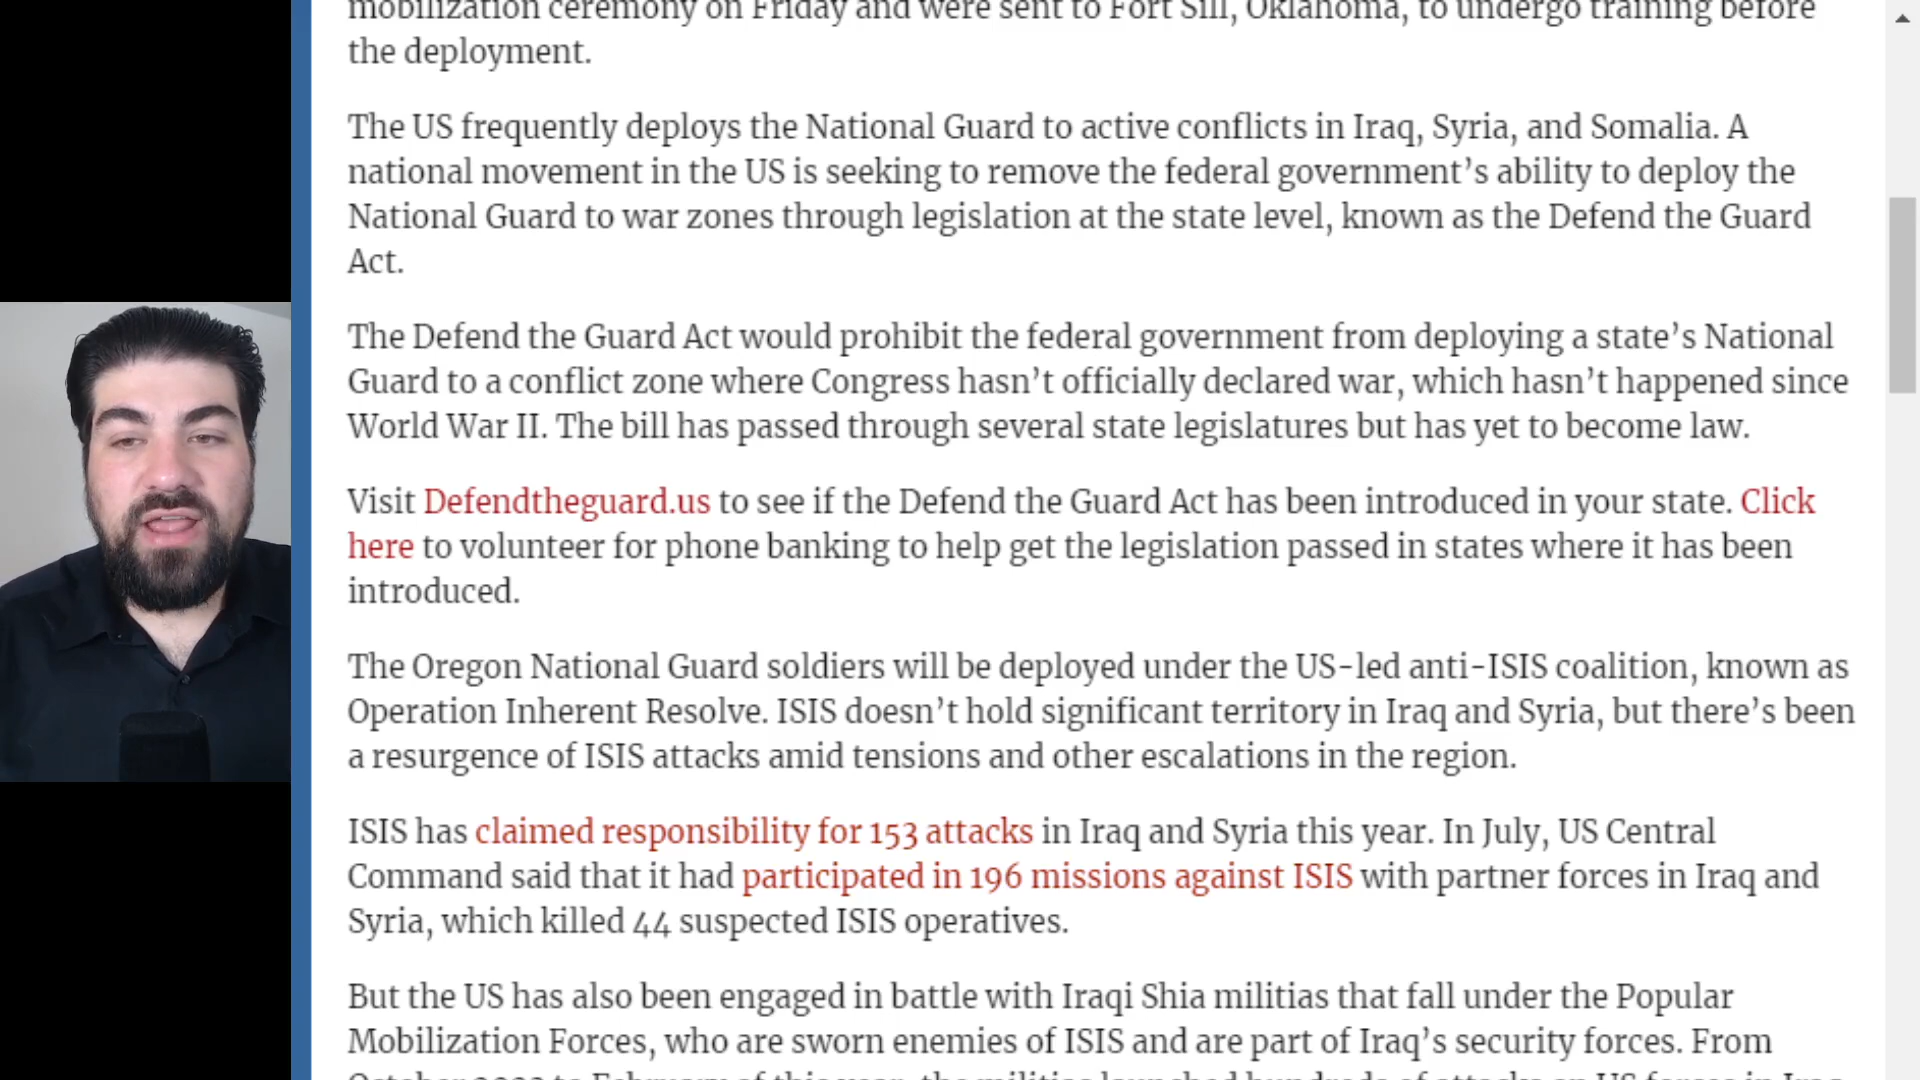 mobilization ceremony on Friday and were sent to Fort Sill, Oklahoma, to undergo training before
the deployment.
The US frequently deploys the National Guard to active conflicts in Iraq, Syria, and Somalia. A
national movement in the US is seeking to remove the federal government’s ability to deploy the
National Guard to war zones through legislation at the state level, known as the Defend the Guard
Act.
The Defend the Guard Act would prohibit the federal government from deploying a state’s National
Guard to a conflict zone where Congress hasn’t officially declared war, which hasn’t happened since
World War II. The bill has passed through several state legislatures but has yet to become law.
Visit Defendtheguard.us to see if the Defend the Guard Act has been introduced in your state. Click
here to volunteer for phone banking to help get the legislation passed in states where it has been
introduced.
The Oregon National Guard soldiers will be deployed under the US-led anti-ISIS coalition, known as
Operation Inherent Resolve. ISIS doesn’t hold significant territory in Iraq and Syria, but there’s been
a resurgence of ISIS attacks amid tensions and other escalations in the region.
ISIS has claimed responsibility for 153 attacks in Iraq and Syria this year. In July, US Central
Command said that it had participated in 196 missions against ISIS with partner forces in Iraq and
Syria, which killed 44 suspected ISIS operatives.
But the US has also been engaged in battle with Iraqi Shia militias that fall under the Popular
Mobilization Forces, who are sworn enemies of ISIS and are part of Iraq’s security forces. From